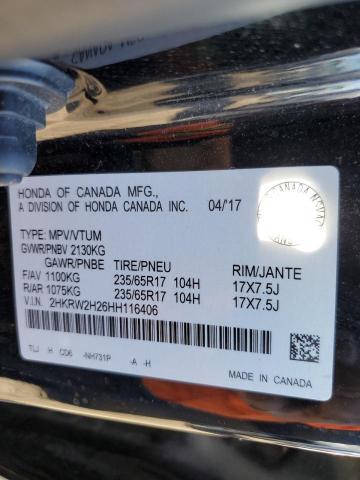 HONDA OF CANADA MFG.,
A DIVISION OF HONDA CANADA INC. 04/'17
TYPE: MPV/VTUM
GVWR/PNBV 2130KG
GAWR/PNBE TIRE/PNEU RIM/JANTE
F/AV 1100KG 235/65R17 104H 17X7.5J
R/AR 1075KG 235/65R17 104H 17X7.5J
V.I.N. 2HKRW2H26HH116406
TLJ H CD6 -NH731P -A -H
MADE IN CANADA